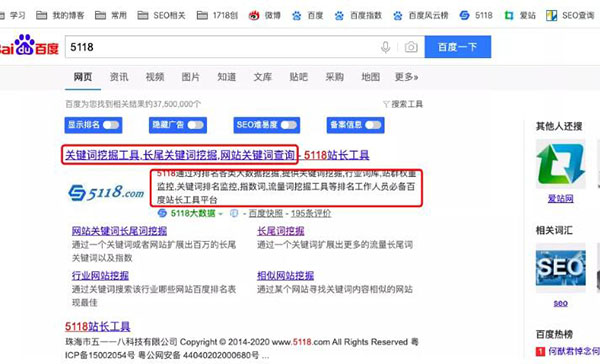 学习 我的博客 常用 SEO相关 1718创 微博 百度 百度指数 百度风云榜 5118 爱站 SEO查询
Bai du 百度 5118 百度一下
网页 资讯 视频 图片 知道 文库 贴吧 采购 地图 更多»
百度为您找到相关结果约37,500,000个 搜索工具
显示排名 隐藏广告 SEO难易度 备案信息
关键词挖掘工具,长尾关键词挖掘,网站关键词查询 - 5118站长工具
5118通过对排名各类大数据挖掘,提供关键词挖掘,行业词库,站群权重
监控,关键词排名监控,指数词,流量词挖掘工具等排名工作人员必备百
度站长工具平台
5118.com
5118大数据 - 百度快照 - 195条评价
网站关键词长尾词挖掘
通过一个关键词或者网站扩展出百万的长尾
关键词以及指数
长尾词挖掘
通过一个关键词扩展出更多的流量长尾词
行业网站挖掘
通过关键词搜索该行业哪些网站百度排名表
现最佳
相似网站挖掘
通过某个网站寻找关键词内容相似的网站
5118站长工具
珠海市五一一八科技有限公司 Copyright © 2014-2020 www.5118.com All Rights Reserved 粤
ICP备15002054号 粤公网安备 44040202000680号 ...
其他人还搜
爱站网
相关词汇
SEO
seo
百度热榜
1